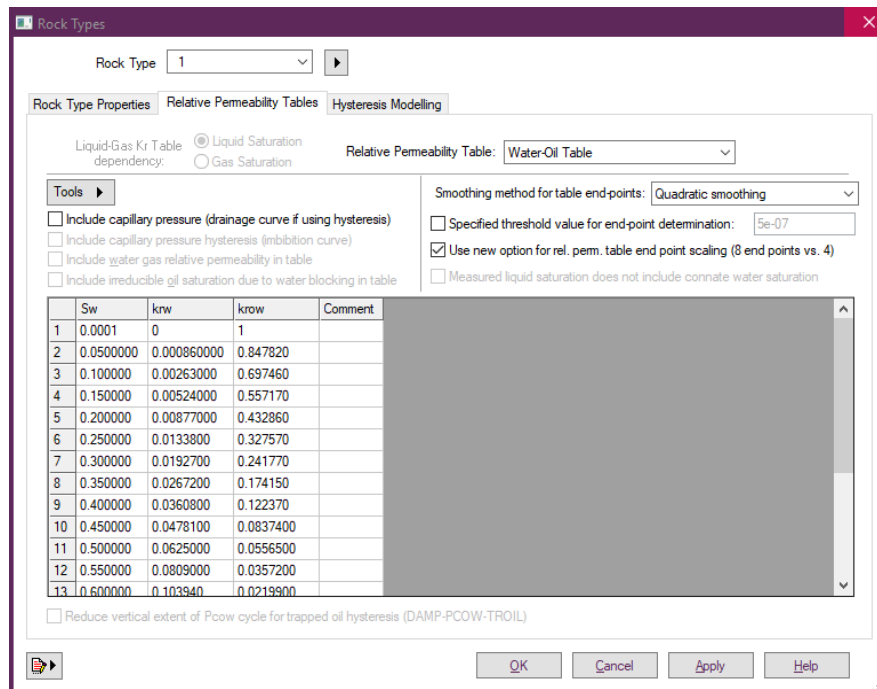 Rock Types
Rock Type 1
Rock Type Properties Relative Permeability Tables Hysteresis Modelling
Liquid-Gas Kr Table dependency:
Liquid Saturation
Gas Saturation
Relative Permeability Table: Water-Oil Table
Tools
Smoothing method for table end-points: Quadratic smoothing
Include capillary pressure (drainage curve if using hysteresis)
Specified threshold value for end-point determination: 5e-07
Include capillary pressure hysteresis (imbibition curve)
Use new option for rel. perm. table end point scaling (8 end points vs. 4)
Include water gas relative permeability in table
Include irreducible oil saturation due to water blocking in table
Measured liquid saturation does not include connate water saturation
Sw krw krow Comment
1 0.0001 0 1
2 0.0500000 0.000860000 0.847820
3 0.100000 0.00263000 0.697460
4 0.150000 0.00524000 0.557170
5 0.200000 0.00877000 0.432860
6 0.250000 0.0133800 0.327570
7 0.300000 0.0192700 0.241770
8 0.350000 0.0267200 0.174150
9 0.400000 0.0360800 0.122370
10 0.450000 0.0478100 0.0837400
11 0.500000 0.0625000 0.0556500
12 0.550000 0.0809000 0.0357200
13 0.600000 0.103940 0.0219900
Reduce vertical extent of Pcow cycle for trapped oil hysteresis (DAMP-PCOW-TROIL)
OK Cancel Apply Help